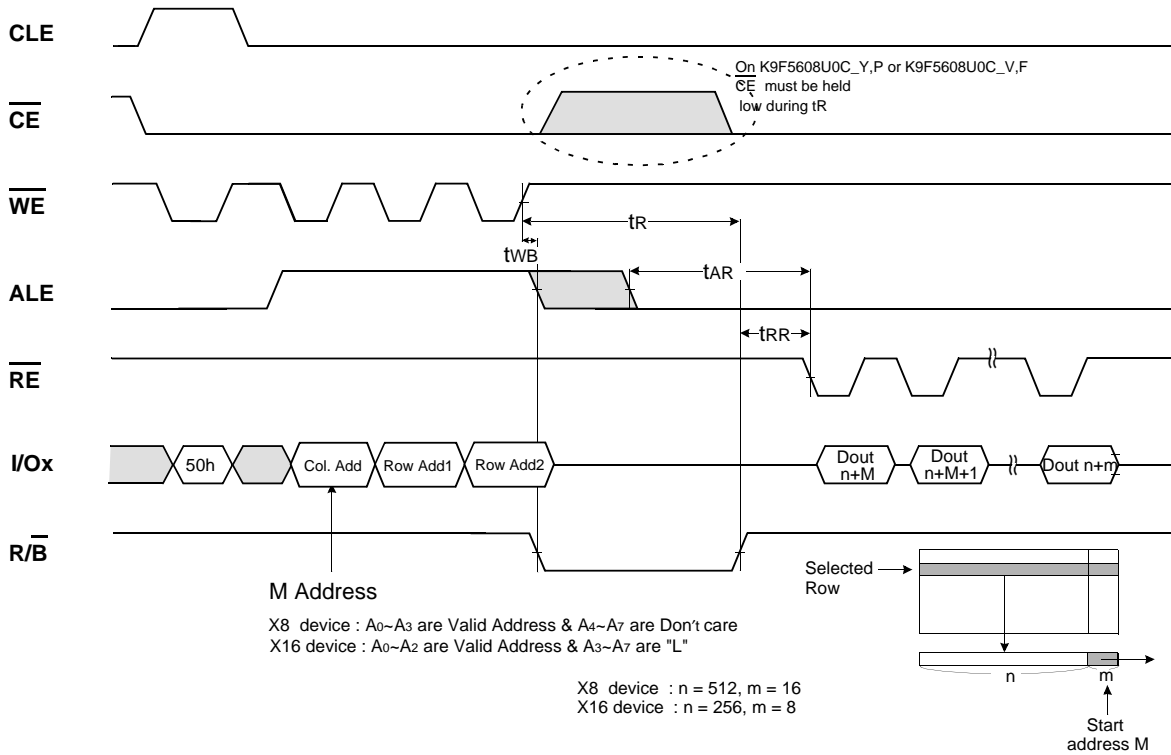 CLE
On K9F5608U0C_Y,P or K9F5608U0C_V,F
CE must be held
low during tR
CE
WE
tR
tWB
tAR
ALE
tRR
RE
I/Ox
50h
Col. Add
Row Add1
Row Add2
Dout
n+M
Dout
n+M+1
Dout n+m
R/B
M Address
X8 device : A0~A3 are Valid Address & A4~A7 are Don't care
X16 device : A0~A2 are Valid Address & A3~A7 are "L"
Selected
Row
n
m
X8 device : n = 512, m = 16
X16 device : n = 256, m = 8
Start
address M